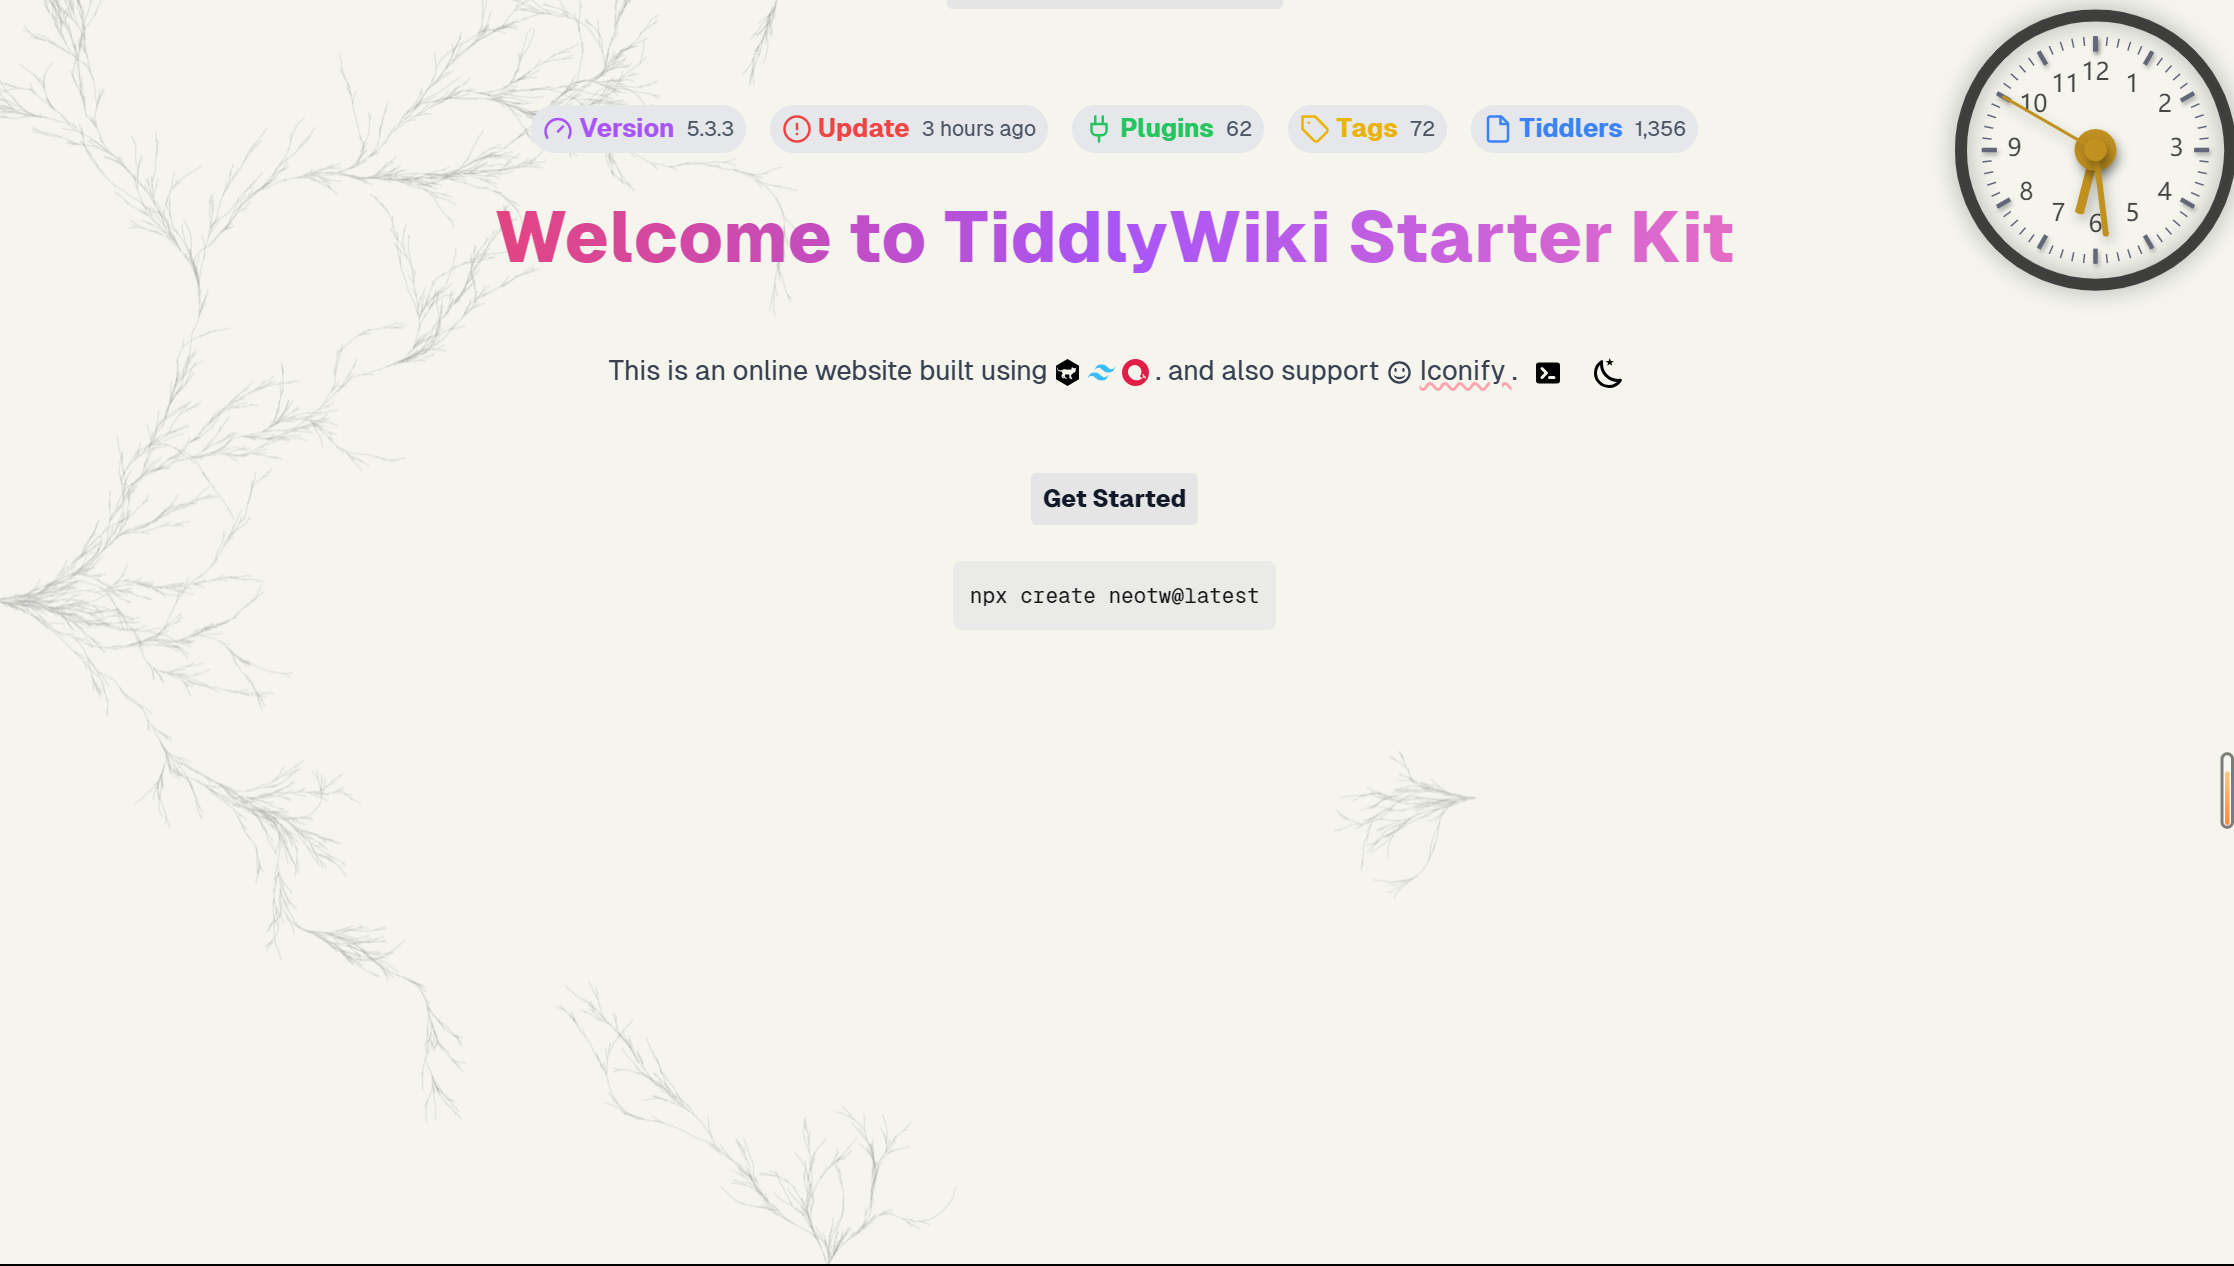 Version 5.3.3 Update 3 hours ago Plugins 62 Tags 72 Tiddlers 1,356
Welcome to TiddlyWiki Starter Kit
This is an online website built using . and also support Iconify .
Get Started
npx create neotw@latest
12
11 1
10 2
9 3
8 4
7 5
6